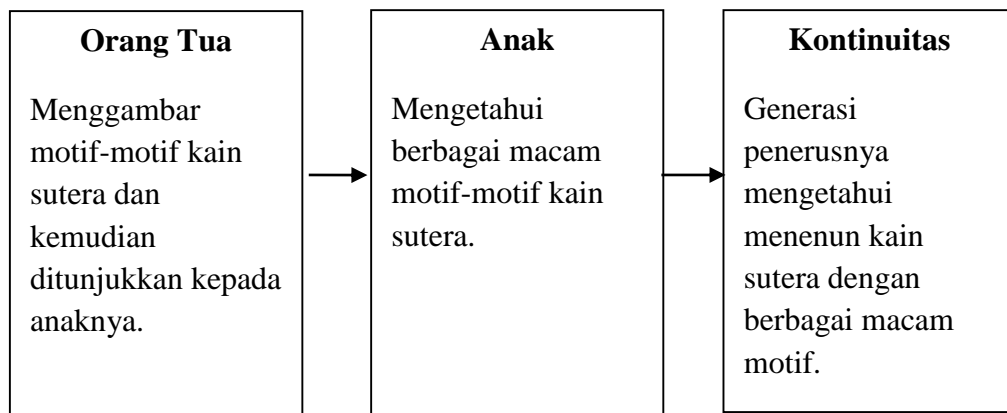 Orang Tua
Menggambar
motif-motif kain
sutera dan
kemudian
ditunjukkan kepada
anaknya.
Anak
Mengetahui
berbagai macam
motif-motif kain
sutera.
Kontinuitas
Generasi
penerusnya
mengetahui
menenun kain
sutera dengan
berbagai macam
motif.